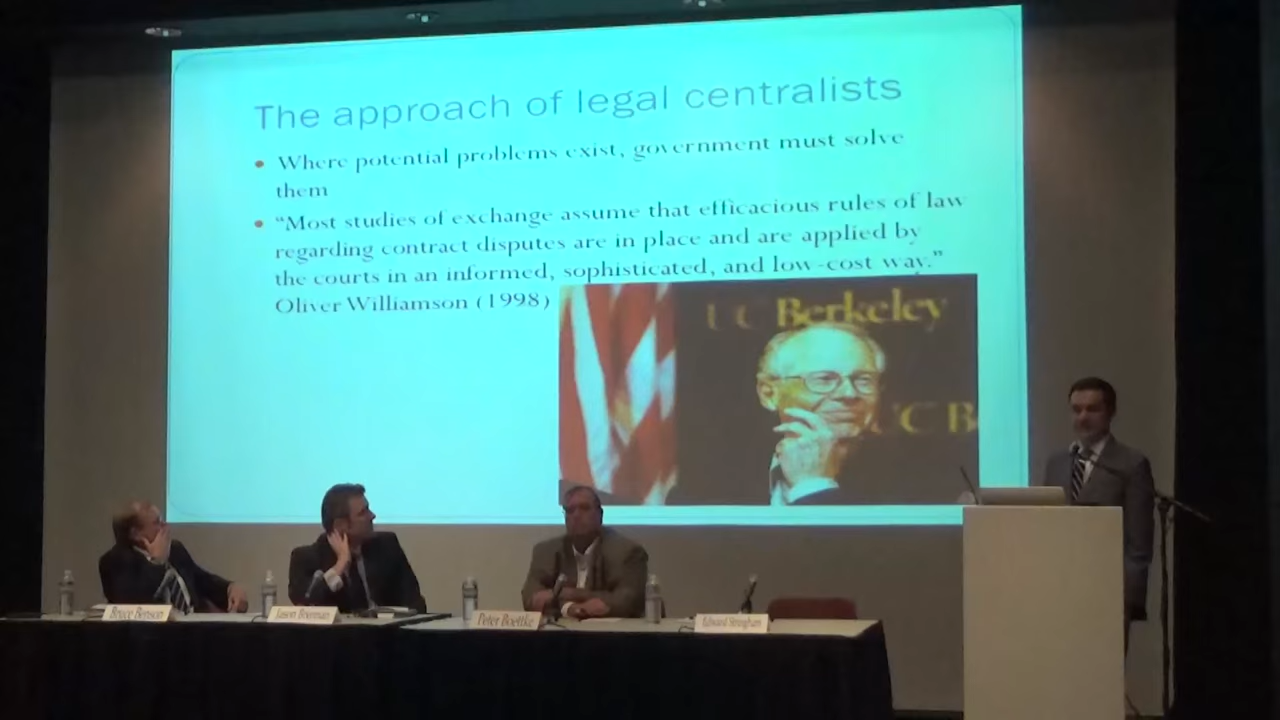 The approach of legal centralists
• Where potential problems exist, government must solve
them
• “Most studies of exchange assume that efficacious rules of law
regarding contract disputes are in place and are applied by
the courts in an informed, sophisticated, and low-cost way.”
Oliver Williamson (1998)
UC Berkeley
UC B
Bruce Benson
Jason Brennan
Peter Boettke
Edward Stringham